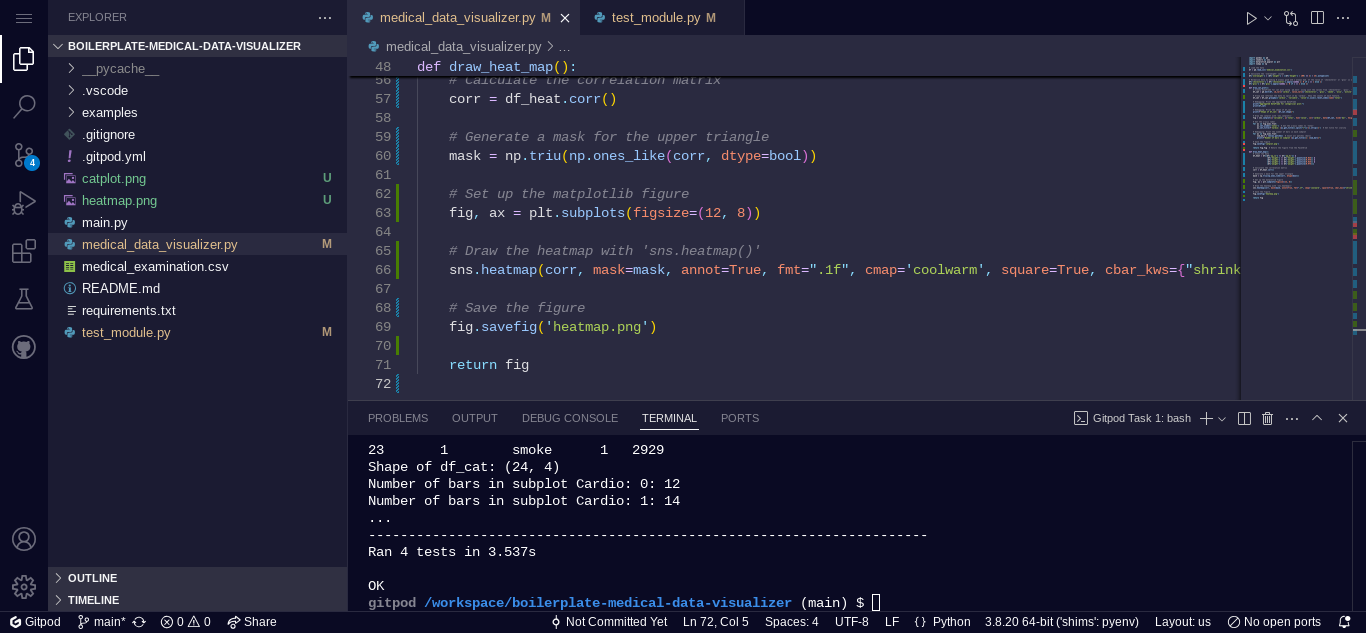 EXPLORER
BOILERPLATE-MEDICAL-DATA-VISUALIZER
__pycache__
.vscode
examples
.gitignore
.gitpod.yml
catplot.png U
heatmap.png U
main.py
medical_data_visualizer.py M
medical_examination.csv
README.md
requirements.txt
test_module.py M
OUTLINE
TIMELINE
4
medical_data_visualizer.py M
test_module.py M
medical_data_visualizer.py > ...
48 def draw_heat_map():
56 # Calculate the correlation matrix
57 corr = df_heat.corr()
58
59 # Generate a mask for the upper triangle
60 mask = np.triu(np.ones_like(corr, dtype=bool))
61
62 # Set up the matplotlib figure
63 fig, ax = plt.subplots(figsize=(12, 8))
64
65 # Draw the heatmap with 'sns.heatmap()'
66 sns.heatmap(corr, mask=mask, annot=True, fmt=".1f", cmap='coolwarm', square=True, cbar_kws={"shrink
67
68 # Save the figure
69 fig.savefig('heatmap.png')
70
71 return fig
72
PROBLEMS OUTPUT DEBUG CONSOLE TERMINAL PORTS
Gitpod Task 1: bash
23 1 smoke 1 2929
Shape of df_cat: (24, 4)
Number of bars in subplot Cardio: 0: 12
Number of bars in subplot Cardio: 1: 14
...
----------------------------------------------------------------------
Ran 4 tests in 3.537s
OK
gitpod /workspace/boilerplate-medical-data-visualizer (main) $
Gitpod main* 0 0 Share Not Committed Yet Ln 72, Col 5 Spaces: 4 UTF-8 LF {} Python 3.8.20 64-bit ('shims': pyenv) Layout: us No open ports